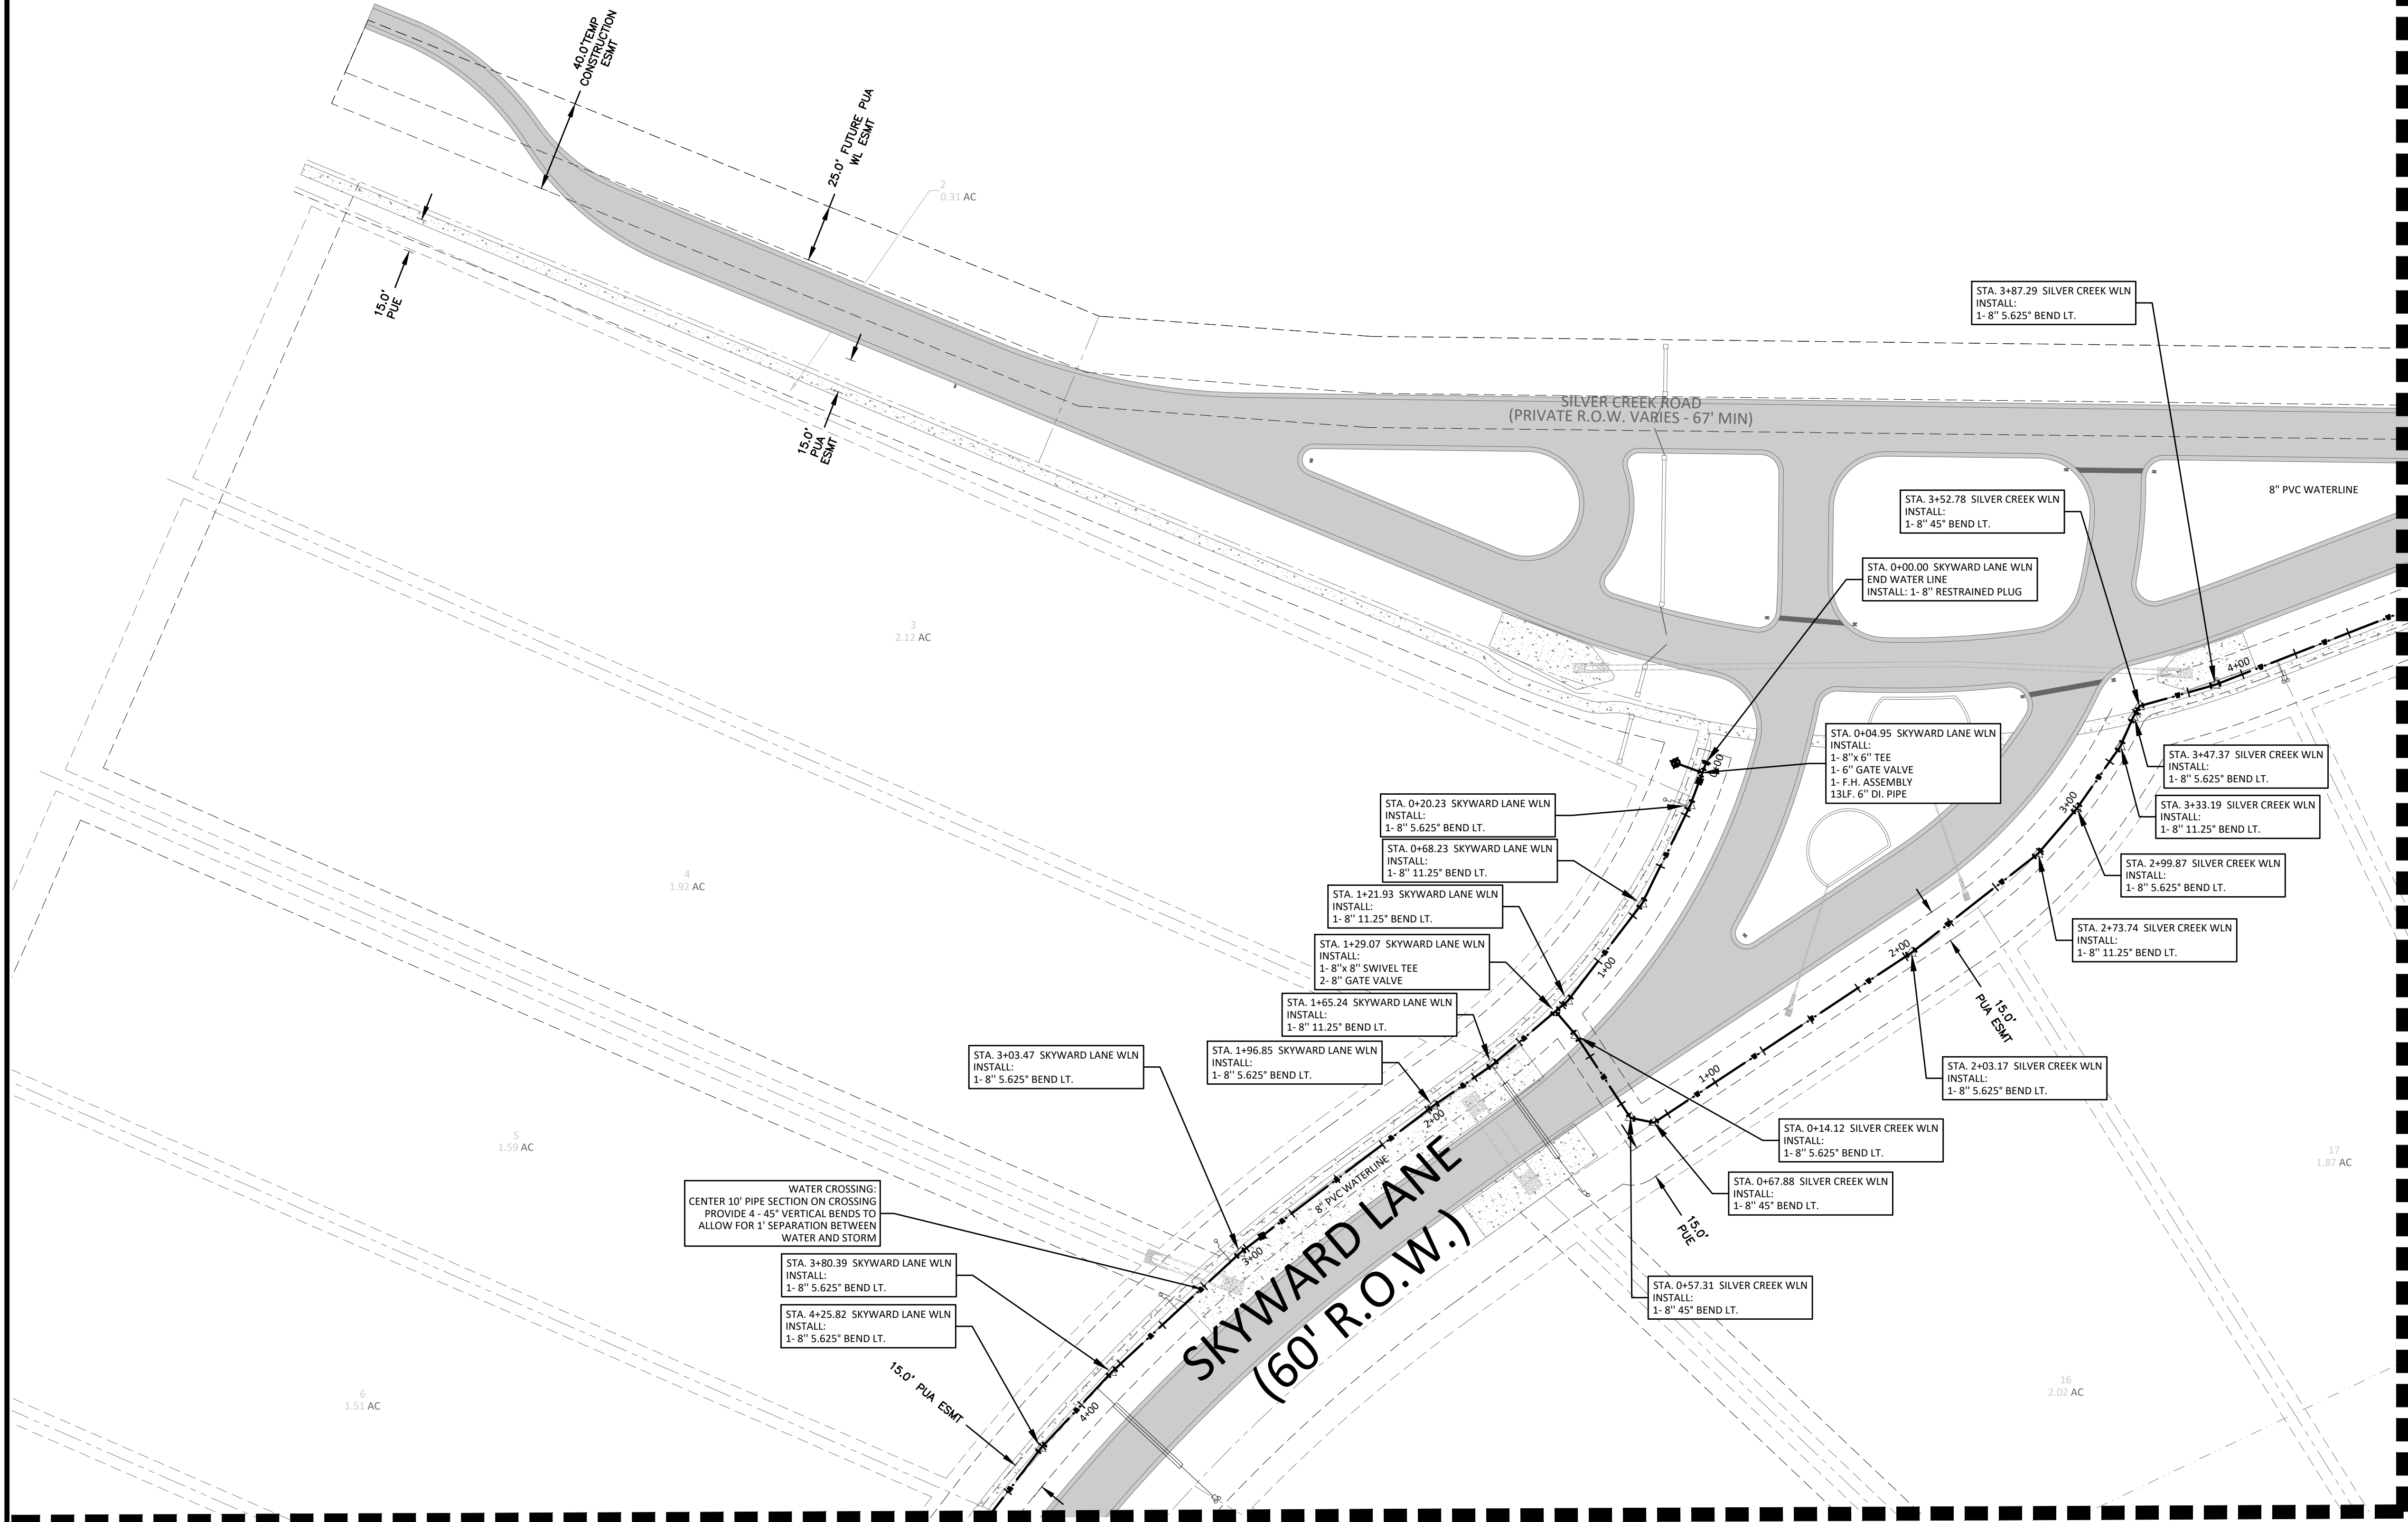 40.0'TEMP
CONSTRUCTION
ESMT
25.0' FUTURE PUA
WL ESMT
2
0.31 AC
15.0'
PUE
15.0'
PUA
ESMT
SILVER CREEK ROAD
(PRIVATE R.O.W. VARIES - 67' MIN)
STA. 3+87.29 SILVER CREEK WLN
INSTALL:
1- 8'' 5.625° BEND LT.
8" PVC WATERLINE
STA. 3+52.78 SILVER CREEK WLN
INSTALL:
1- 8'' 45° BEND LT.
STA. 0+00.00 SKYWARD LANE WLN
END WATER LINE
INSTALL: 1- 8'' RESTRAINED PLUG
3
2.12 AC
4+00
0+00
STA. 0+04.95 SKYWARD LANE WLN
INSTALL:
1- 8''x 6'' TEE
1- 6'' GATE VALVE
1- F.H. ASSEMBLY
13LF. 6'' DI. PIPE
STA. 3+47.37 SILVER CREEK WLN
INSTALL:
1- 8'' 5.625° BEND LT.
STA. 0+20.23 SKYWARD LANE WLN
INSTALL:
1- 8'' 5.625° BEND LT.
3+00
STA. 3+33.19 SILVER CREEK WLN
INSTALL:
1- 8'' 11.25° BEND LT.
STA. 0+68.23 SKYWARD LANE WLN
INSTALL:
1- 8'' 11.25° BEND LT.
STA. 2+99.87 SILVER CREEK WLN
INSTALL:
1- 8'' 5.625° BEND LT.
4
1.92 AC
STA. 1+21.93 SKYWARD LANE WLN
INSTALL:
1- 8'' 11.25° BEND LT.
STA. 2+73.74 SILVER CREEK WLN
INSTALL:
1- 8'' 11.25° BEND LT.
STA. 1+29.07 SKYWARD LANE WLN
INSTALL:
1- 8''x 8'' SWIVEL TEE
2- 8'' GATE VALVE
1+00
2+00
15.0'
PUA ESMT
STA. 1+65.24 SKYWARD LANE WLN
INSTALL:
1- 8'' 11.25° BEND LT.
STA. 1+96.85 SKYWARD LANE WLN
INSTALL:
1- 8'' 5.625° BEND LT.
STA. 3+03.47 SKYWARD LANE WLN
INSTALL:
1- 8'' 5.625° BEND LT.
STA. 2+03.17 SILVER CREEK WLN
INSTALL:
1- 8'' 5.625° BEND LT.
1+00
2+00
STA. 0+14.12 SILVER CREEK WLN
INSTALL:
1- 8'' 5.625° BEND LT.
5
1.59 AC
17
1.87 AC
8" PVC WATERLINE
STA. 0+67.88 SILVER CREEK WLN
INSTALL:
1- 8'' 45° BEND LT.
WATER CROSSING:
CENTER 10' PIPE SECTION ON CROSSING
PROVIDE 4 - 45° VERTICAL BENDS TO
ALLOW FOR 1' SEPARATION BETWEEN
WATER AND STORM
15.0'
PUE
3+00
SKYWARD LANE
(60' R.O.W.)
STA. 3+80.39 SKYWARD LANE WLN
INSTALL:
1- 8'' 5.625° BEND LT.
STA. 0+57.31 SILVER CREEK WLN
INSTALL:
1- 8'' 45° BEND LT.
STA. 4+25.82 SKYWARD LANE WLN
INSTALL:
1- 8'' 5.625° BEND LT.
15.0' PUA ESMT
4+00
6
1.51 AC
16
2.02 AC